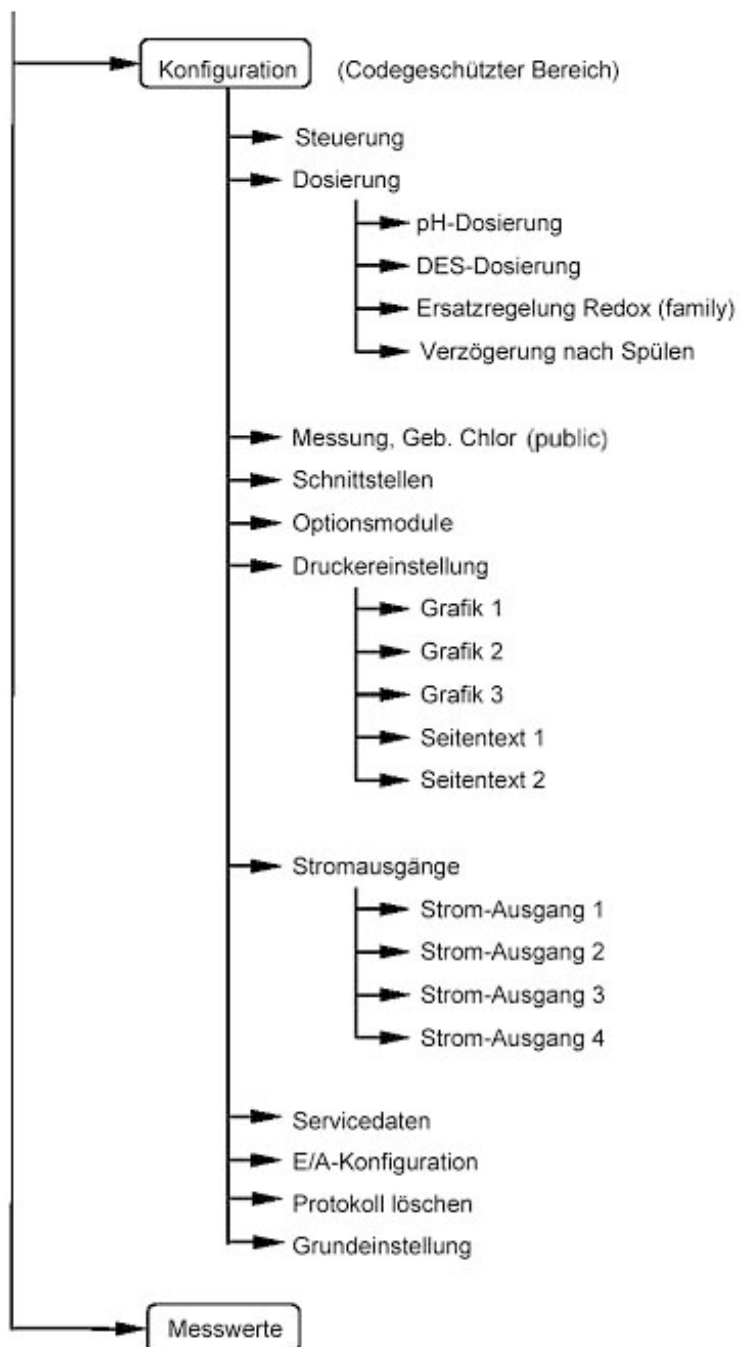 Konfiguration (Codegeschützter Bereich)
Steuerung
Dosierung
pH-Dosierung
DES-Dosierung
Ersatzregelung Redox (family)
Verzögerung nach Spülen
Messung, Geb. Chlor (public)
Schnittstellen
Optionsmodule
Druckereinstellung
Grafik 1
Grafik 2
Grafik 3
Seitentext 1
Seitentext 2
Stromausgänge
Strom-Ausgang 1
Strom-Ausgang 2
Strom-Ausgang 3
Strom-Ausgang 4
Servicedaten
E/A-Konfiguration
Protokoll löschen
Grundeinstellung
Messwerte